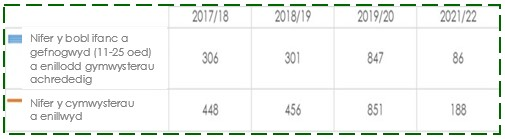 2017/18 2018/19 2019/20 2021/22
Nifer y bobl ifanc a
gefnogwyd (11-25 oed)
a enillodd gymwysterau
achrededig
306 301 847 86
Nifer y cymwysterau
a enillwyd
448 456 851 188